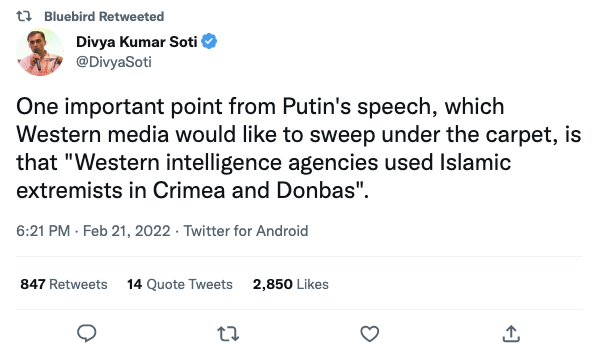 Bluebird Retweeted
Divya Kumar Soti
@DivyaSoti
One important point from Putin's speech, which
Western media would like to sweep under the carpet, is
that "Western intelligence agencies used Islamic
extremists in Crimea and Donbas".
6:21 PM · Feb 21, 2022 · Twitter for Android
847 Retweets 14 Quote Tweets 2,850 Likes